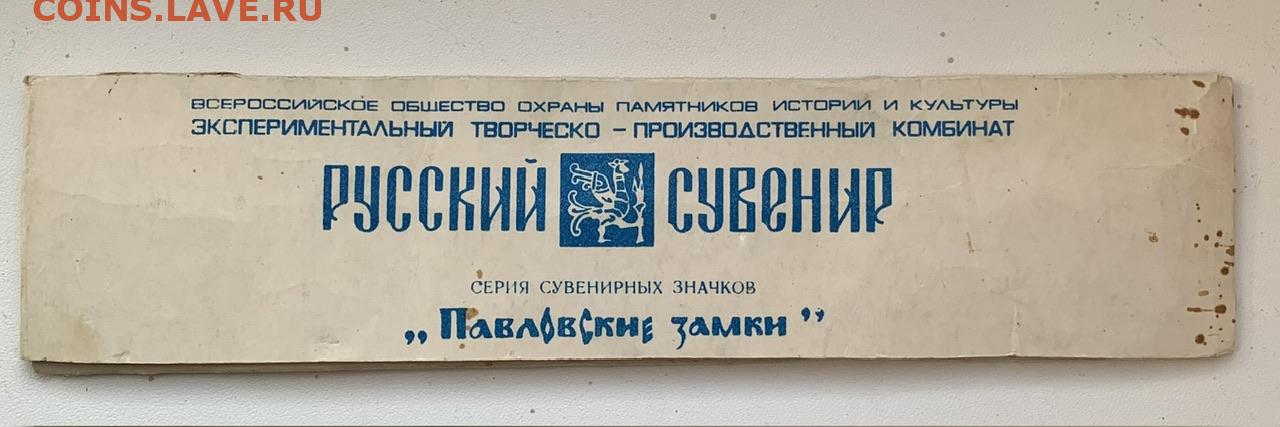 COINS.LAVE.RU
ВСЕРОССИЙСКОЕ ОБЩЕСТВО ОХРАНЫ ПАМЯТНИКОВ ИСТОРИИ И КУЛЬТУРЫ
ЭКСПЕРИМЕНТАЛЬНЫЙ ТВОРЧЕСКО – ПРОИЗВОДСТВЕННЫЙ КОМБИНАТ
РУССКИЙ СУВЕНИР
СЕРИЯ СУВЕНИРНЫХ ЗНАЧКОВ
„Павловские замки”